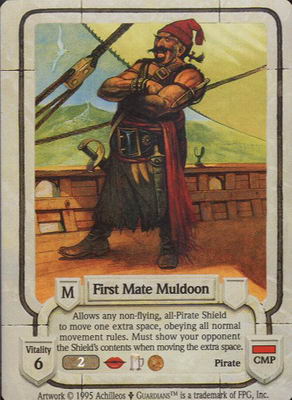 M
First Mate Muldoon
Allows any non-flying, all-Pirate Shield
to move one extra space, obeying all normal
movement rules. Must show your opponent
the Shield's contents when moving the extra space.
Vitality
6
2
Pirate
CMP
Artwork © 1995 Achilleos ♦ GUARDIANS™ is a trademark of FPG, Inc.